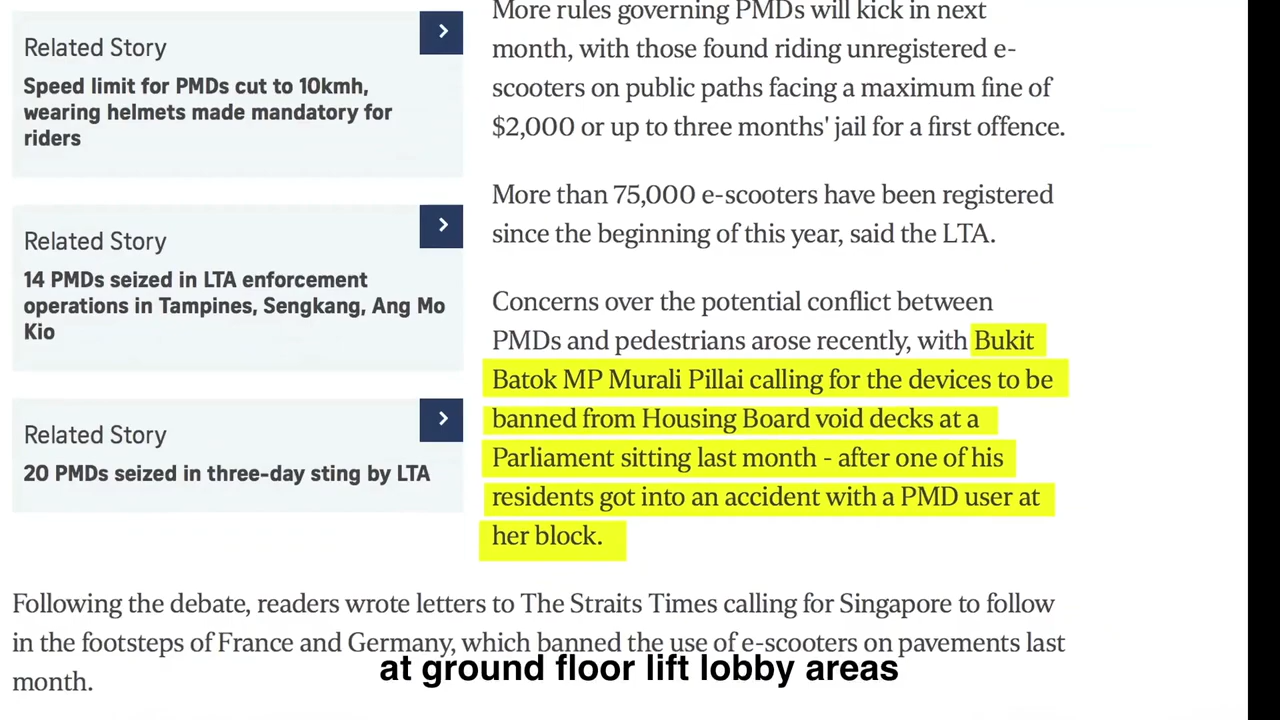 Related Story
Speed limit for PMDs cut to 10kmh,
wearing helmets made mandatory for
riders
Related Story
14 PMDs seized in LTA enforcement
operations in Tampines, Sengkang, Ang Mo
Kio
Related Story
20 PMDs seized in three-day sting by LTA
More rules governing PMDs will kick in next
month, with those found riding unregistered e-
scooters on public paths facing a maximum fine of
$2,000 or up to three months' jail for a first offence.
More than 75,000 e-scooters have been registered
since the beginning of this year, said the LTA.
Concerns over the potential conflict between
PMDs and pedestrians arose recently, with Bukit
Batok MP Murali Pillai calling for the devices to be
banned from Housing Board void decks at a
Parliament sitting last month - after one of his
residents got into an accident with a PMD user at
her block.
Following the debate, readers wrote letters to The Straits Times calling for Singapore to follow
in the footsteps of France and Germany, which banned the use of e-scooters on pavements last
month.
at ground floor lift lobby areas